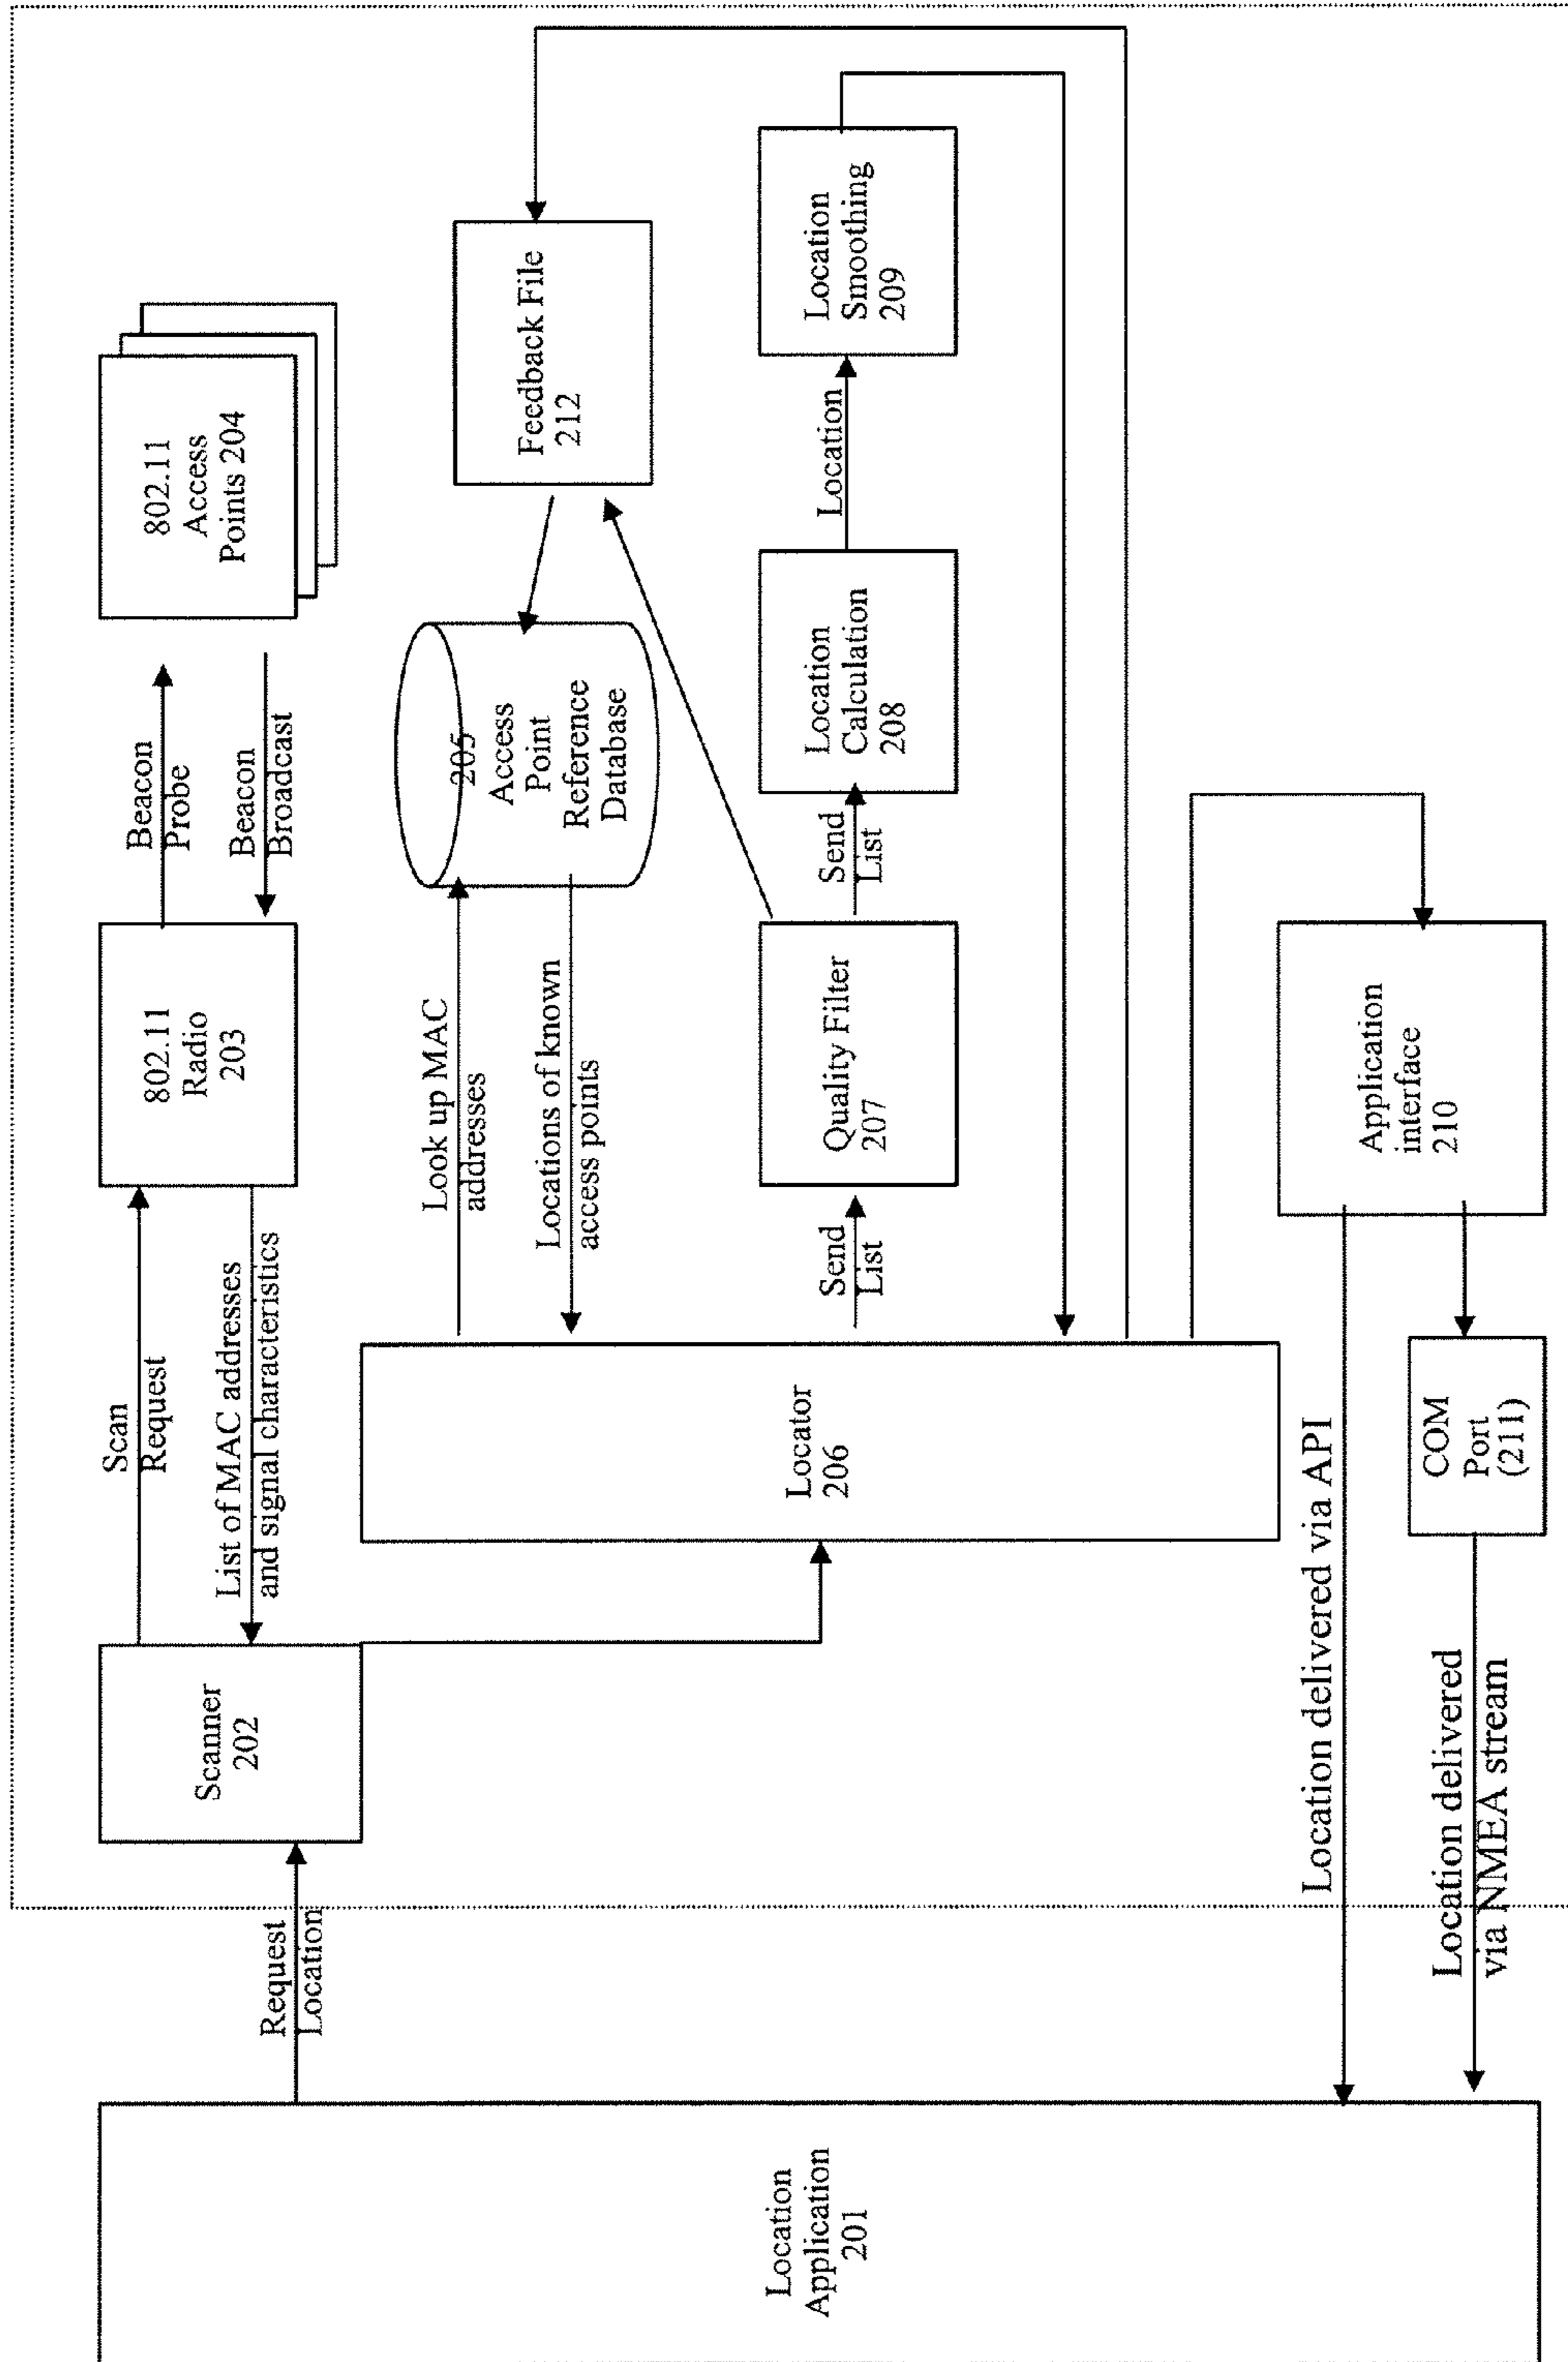 Location
Application
201
Request
Location
Scanner
202
Scan
Request
List of MAC addresses
and signal characteristics
802.11
Radio
203
Beacon
Probe
Beacon
Broadcast
802.11
Access
Points 204
Locator
206
Look up MAC
addresses
Locations of known
access points
205
Access
Point
Reference
Database
Feedback File
212
Send
List
Quality Filter
207
Send
List
Location
Calculation
208
Location
Location
Smoothing
209
Application
interface
210
Location delivered via API
COM
Port
(211)
Location delivered
via NMEA stream